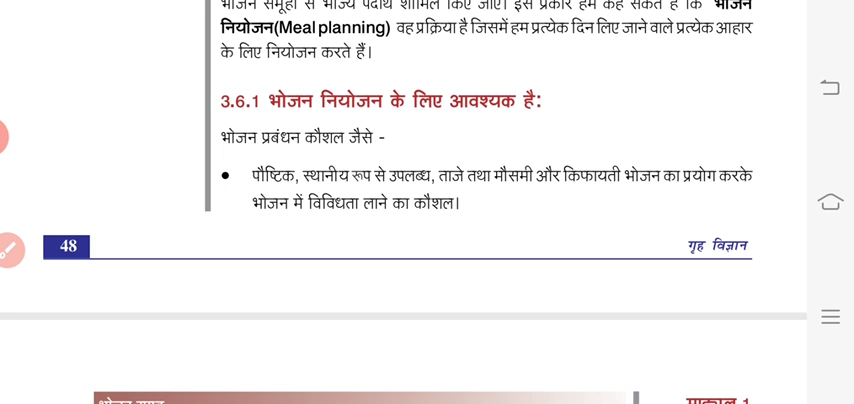 भोजन समूहों से भोज्य पदार्थ शामिल किए जाएं। इस प्रकार हम कह सकते हैं कि भोजन
नियोजन(Meal planning) वह प्रक्रिया है जिसमें हम प्रत्येक दिन लिए जाने वाले प्रत्येक आहार
के लिए नियोजन करते हैं।
3.6.1 भोजन नियोजन के लिए आवश्यक है:
भोजन प्रबंधन कौशल जैसे -
• पौष्टिक, स्थानीय रूप से उपलब्ध, ताजे तथा मौसमी और किफायती भोजन का प्रयोग करके
भोजन में विविधता लाने का कौशल।
48
गृह विज्ञान